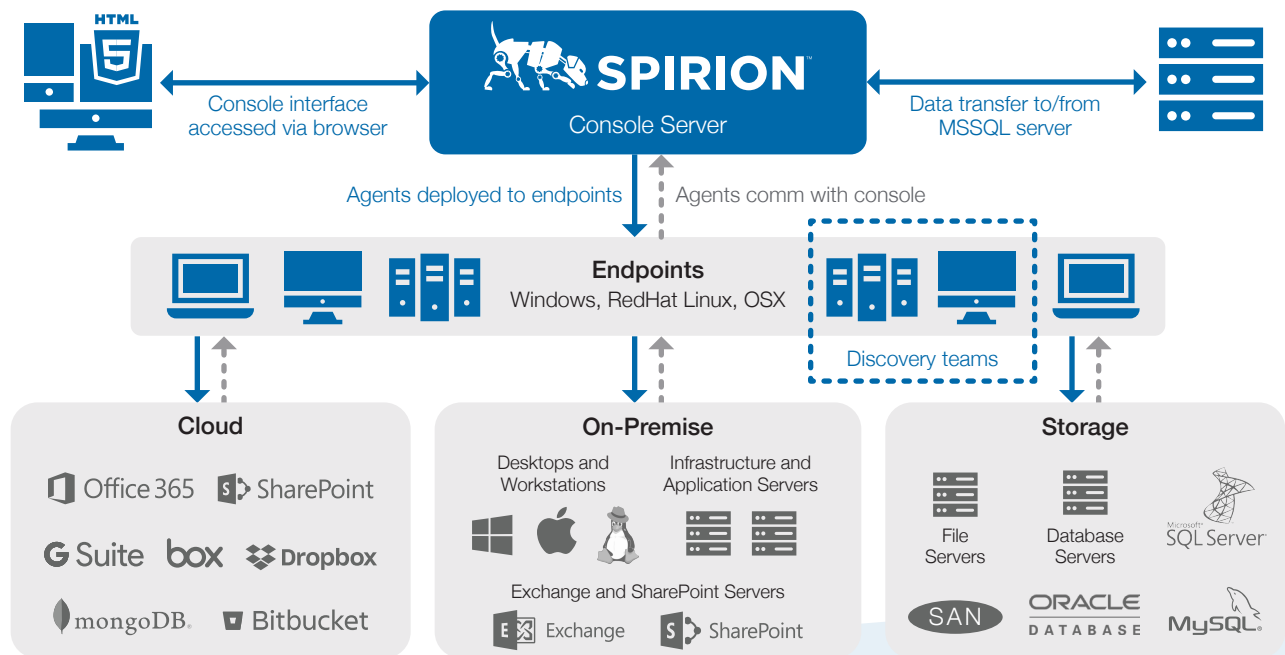 HTML
5
SPIRION™
Console Server
Console interface
accessed via browser
Data transfer to/from
MSSQL server
Agents deployed to endpoints
Agents comm with console
Endpoints
Windows, RedHat Linux, OSX
Discovery teams
Cloud
Office 365
S SharePoint
G Suite
box
Dropbox
mongoDB.
Bitbucket
On-Premise
Desktops and
Workstations
Infrastructure and
Application Servers
Exchange and SharePoint Servers
E Exchange
S SharePoint
Storage
File
Servers
Database
Servers
Microsoft®
SQL Server®
SAN
ORACLE
DATABASE
MySQL®